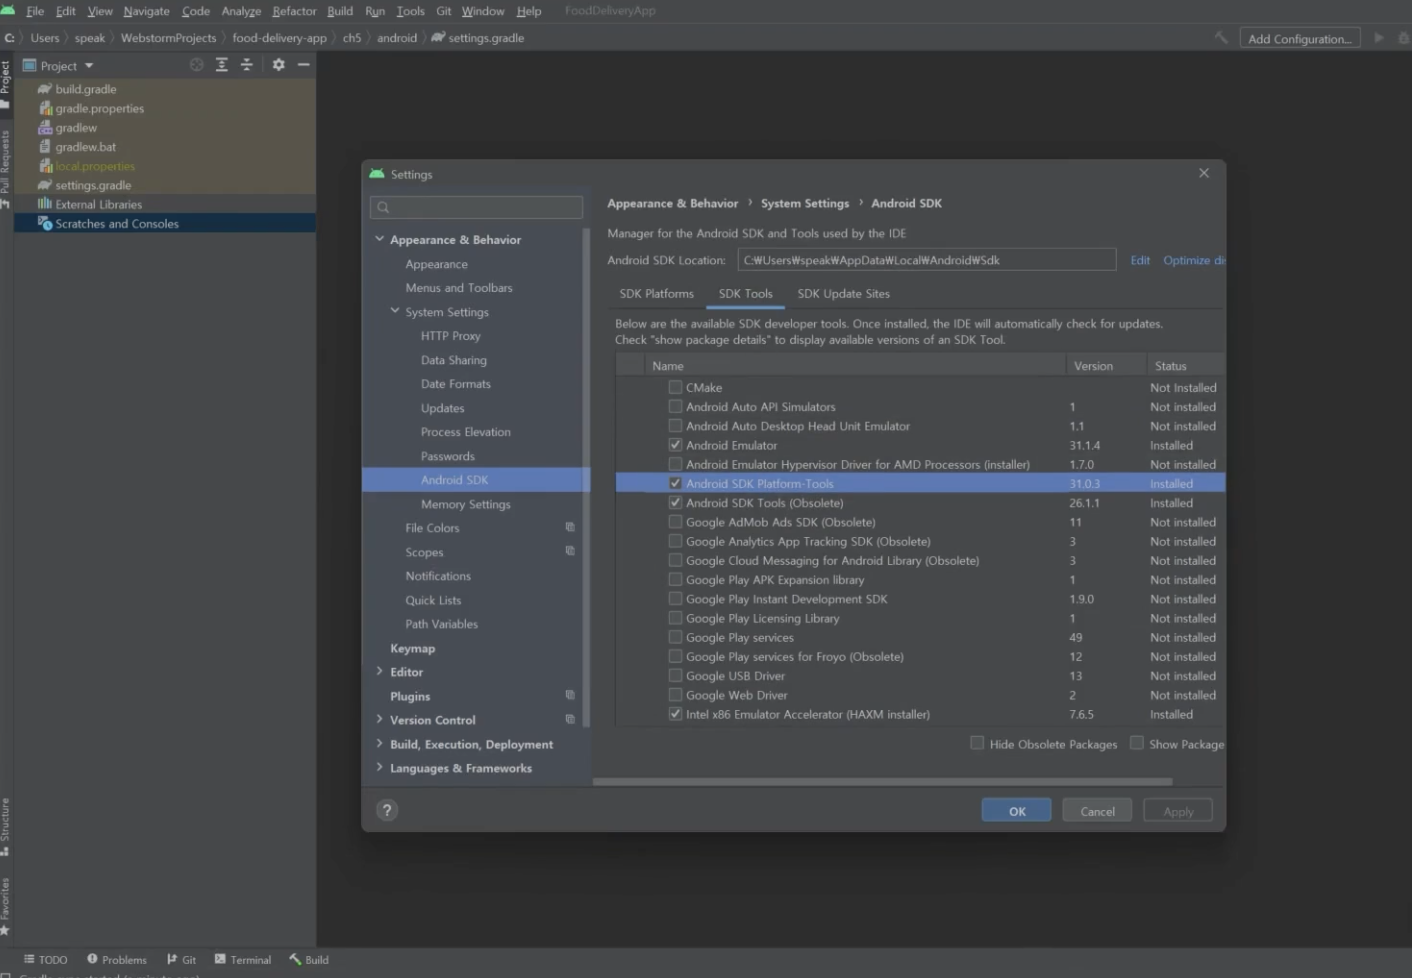 File Edit View Navigate Code Analyze Refactor Build Run Tools Git Window Help FoodDeliveryApp
C: Users speak WebstormProjects food-delivery-app ch5 android settings.gradle Add Configuration...
Project
Project
Pull Requests
build.gradle
gradle.properties
gradlew
gradlew.bat
local.properties
settings.gradle
External Libraries
Scratches and Consoles
Settings
Appearance & Behavior
Appearance
Menus and Toolbars
System Settings
HTTP Proxy
Data Sharing
Date Formats
Updates
Process Elevation
Passwords
Android SDK
Memory Settings
File Colors
Scopes
Notifications
Quick Lists
Path Variables
Keymap
Editor
Plugins
Version Control
Build, Execution, Deployment
Languages & Frameworks
Appearance & Behavior › System Settings › Android SDK
Manager for the Android SDK and Tools used by the IDE
Android SDK Location: C:₩Users₩speak₩AppData₩Local₩Android₩Sdk Edit Optimize di
SDK Platforms SDK Tools SDK Update Sites
Below are the available SDK developer tools. Once installed, the IDE will automatically check for updates.
Check "show package details" to display available versions of an SDK Tool.
Name Version Status
CMake Not Installed
Android Auto API Simulators 1 Not installed
Android Auto Desktop Head Unit Emulator 1.1 Not installed
Android Emulator 31.1.4 Installed
Android Emulator Hypervisor Driver for AMD Processors (installer) 1.7.0 Not installed
Android SDK Platform-Tools 31.0.3 Installed
Android SDK Tools (Obsolete) 26.1.1 Installed
Google AdMob Ads SDK (Obsolete) 11 Not installed
Google Analytics App Tracking SDK (Obsolete) 3 Not installed
Google Cloud Messaging for Android Library (Obsolete) 3 Not installed
Google Play APK Expansion library 1 Not installed
Google Play Instant Development SDK 1.9.0 Not installed
Google Play Licensing Library 1 Not installed
Google Play services 49 Not installed
Google Play services for Froyo (Obsolete) 12 Not installed
Google USB Driver 13 Not installed
Google Web Driver 2 Not installed
Intel x86 Emulator Accelerator (HAXM installer) 7.6.5 Installed
Hide Obsolete Packages Show Package
? OK Cancel Apply
Structure
Favorites
TODO Problems Git Terminal Build